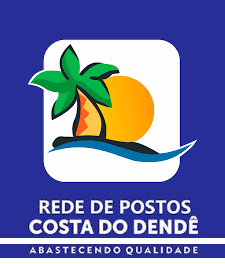 REDE DE POSTOS
COSTA DO DENDÊ
ABASTECENDO QUALIDADE